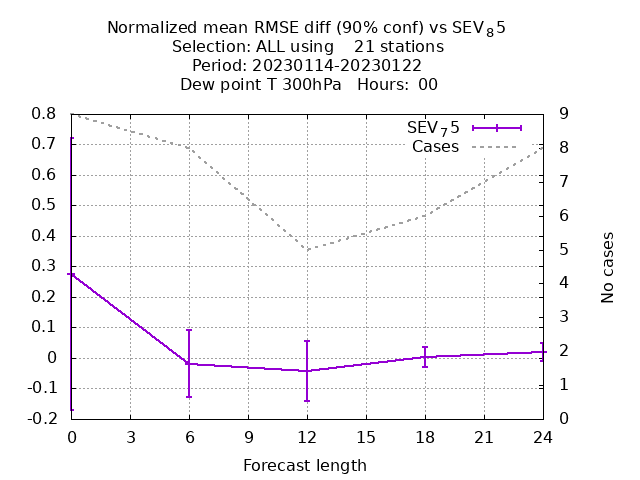 Normalized mean RMSE diff (90% conf) vs SEV₈5
Selection: ALL using    21 stations
Period: 20230114-20230122
Dew point T 300hPa   Hours:  00
SEV₇5
Cases
0.8
0.7
0.6
0.5
0.4
0.3
0.2
0.1
0
-0.1
-0.2
9
8
7
6
5
4
3
2
1
0
No cases
0 3 6 9 12 15 18 21 24
Forecast length